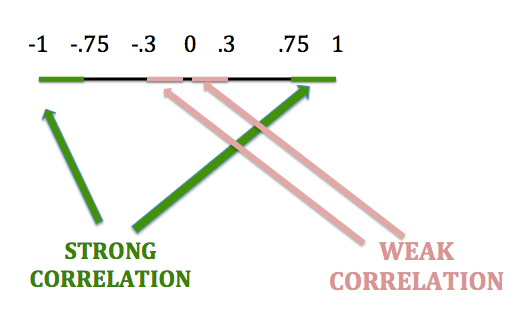 -1 -.75 -.3 0 .3 .75 1
STRONG
CORRELATION
WEAK
CORRELATION